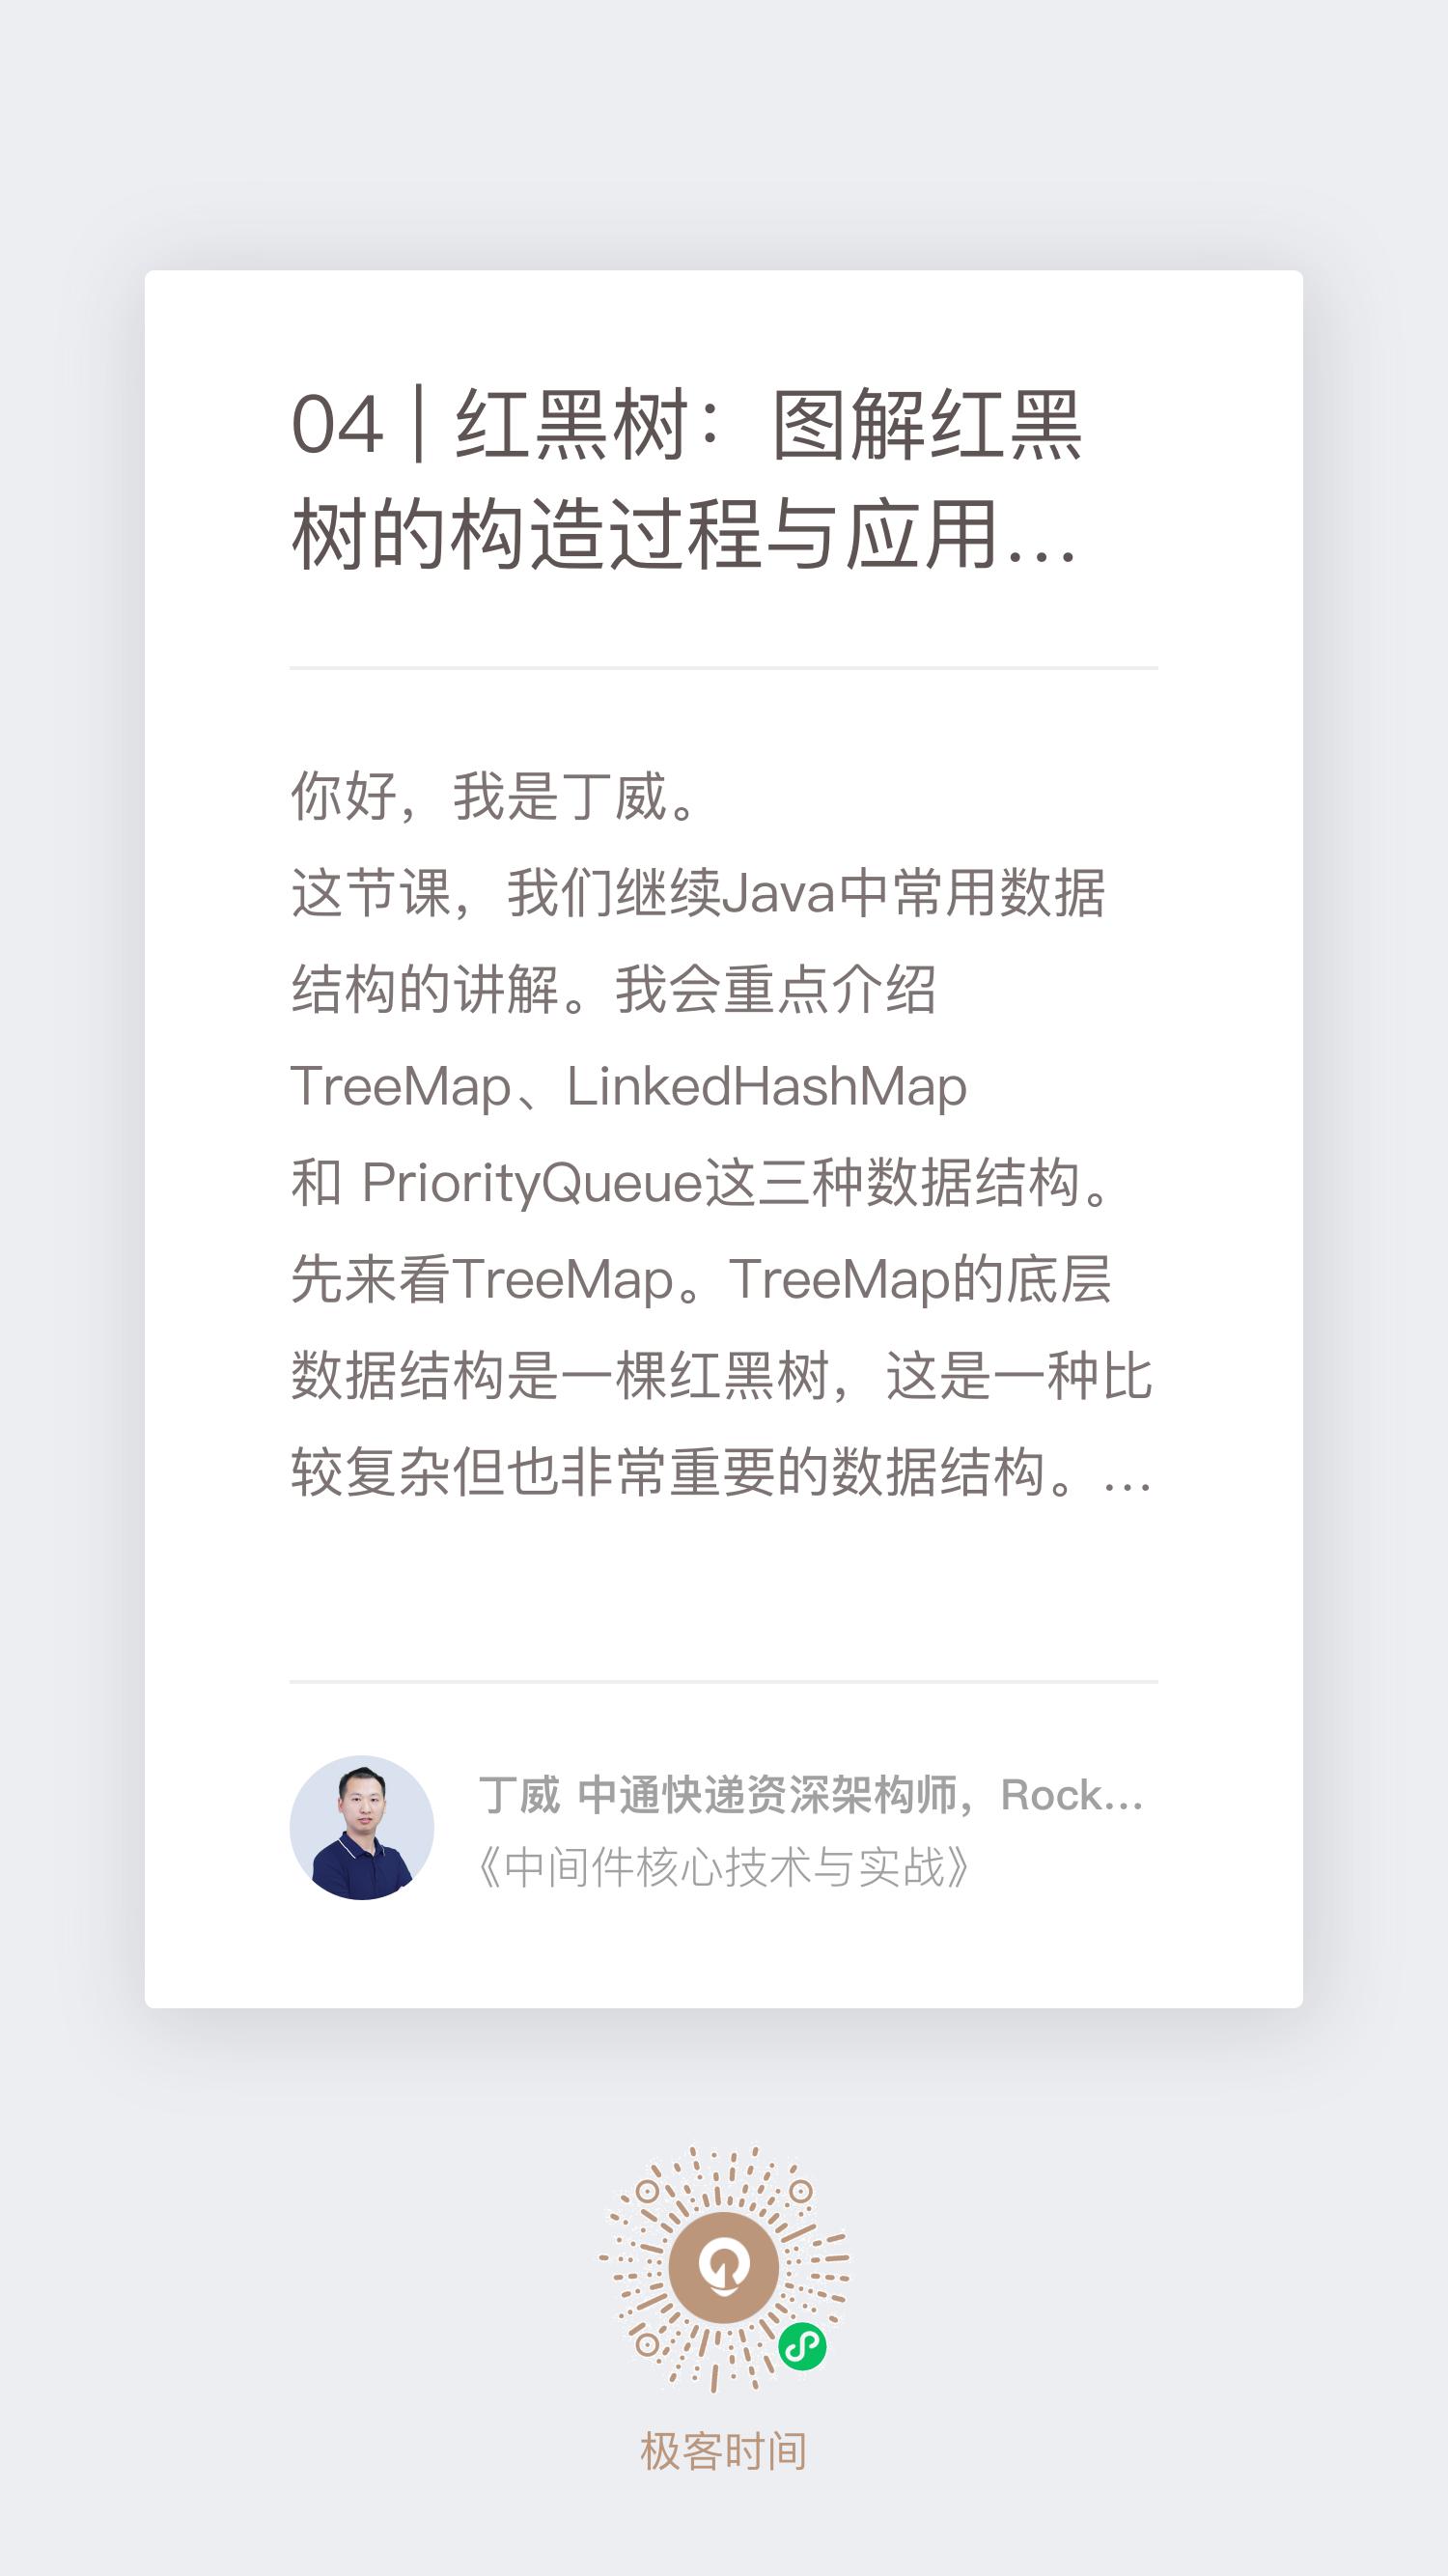 04 | 红黑树：图解红黑
树的构造过程与应用...
你好，我是丁威。
这节课，我们继续Java中常用数据
结构的讲解。我会重点介绍
TreeMap、LinkedHashMap
和 PriorityQueue这三种数据结构。
先来看TreeMap。TreeMap的底层
数据结构是一棵红黑树，这是一种比
较复杂但也非常重要的数据结构。...
丁威 中通快递资深架构师，Rock...
《中间件核心技术与实战》
极客时间